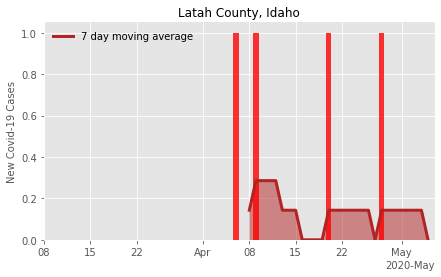 Latah County, Idaho
7 day moving average
New Covid-19 Cases
1.0
0.8
0.6
0.4
0.2
0.0
08 15 22 Apr 08 15 22 May
2020-May